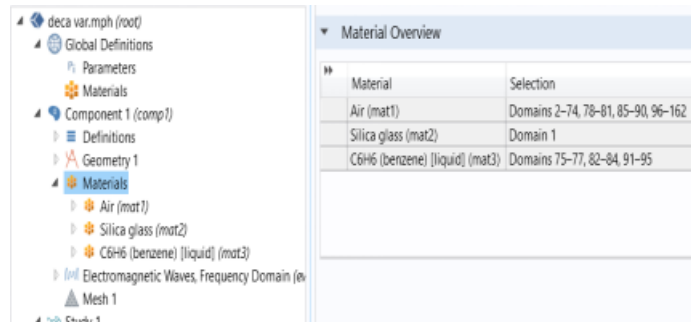 deca var.mph (root)
Global Definitions
Pi Parameters
Materials
Component 1 (comp1)
Definitions
Geometry 1
Materials
Air (mat1)
Silica glass (mat2)
C6H6 (benzene) [liquid] (mat3)
Electromagnetic Waves, Frequency Domain (ew
Mesh 1
Study 1
Material Overview
Material Selection
Air (mat1) Domains 2–74, 78–81, 85–90, 96–162
Silica glass (mat2) Domain 1
C6H6 (benzene) [liquid] (mat3) Domains 75–77, 82–84, 91–95